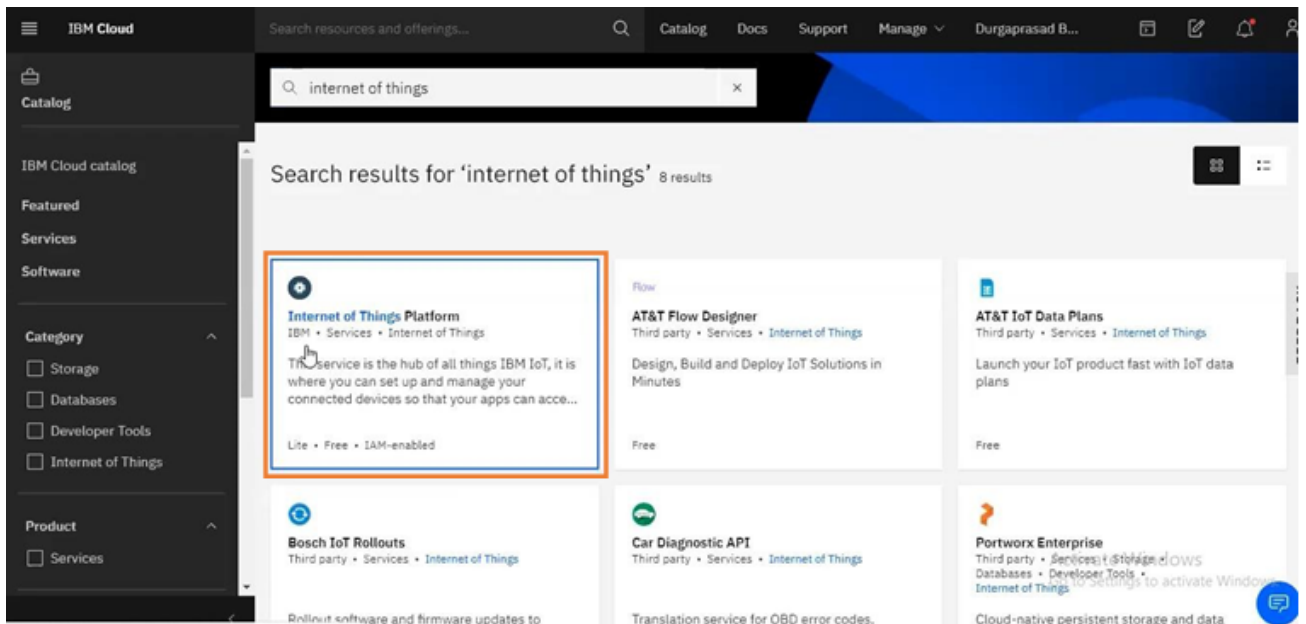 IBM Cloud
Search resources and offerings...
Catalog
Docs
Support
Manage
Durgaprasad B...
Catalog
internet of things
IBM Cloud catalog
Featured
Services
Software
Category
Storage
Databases
Developer Tools
Internet of Things
Product
Services
Search results for ‘internet of things’ 8 results
Internet of Things Platform
IBM • Services • Internet of Things
service is the hub of all things IBM IoT, it is
where you can set up and manage your
connected devices so that your apps can acce...
Lite • Free • IAM-enabled
Flow
AT&T Flow Designer
Third party • Services • Internet of Things
Design, Build and Deploy IoT Solutions in
Minutes
Free
AT&T IoT Data Plans
Third party • Services • Internet of Things
Launch your IoT product fast with IoT data
plans
Free
Bosch IoT Rollouts
Third party • Services • Internet of Things
Rollout software and firmware updates to
Car Diagnostic API
Third party • Services • Internet of Things
Translation service for OBD error codes,
Portworx Enterprise
Third party • Services • Storage •
Databases • Developer Tools •
Internet of Things
Cloud-native persistent storage and data
Activate Windows
Go to Settings to activate Windows